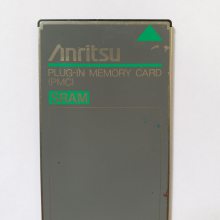 Anritsu
PLUG-IN MEMORY CARD
(PMC)
SRAM